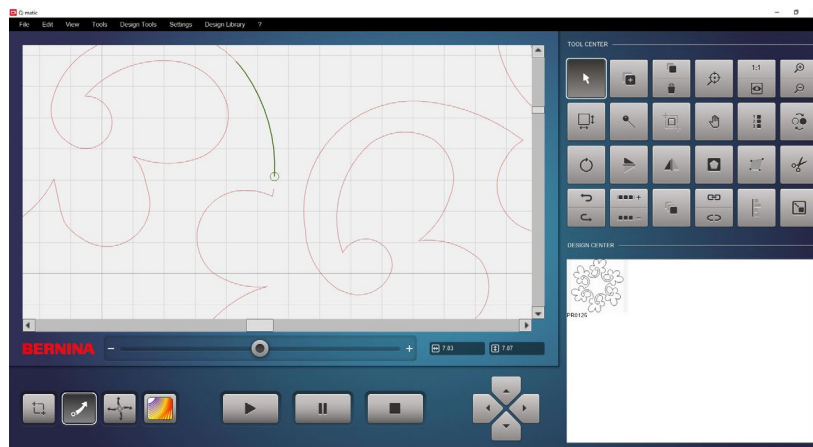 Q-matic
File Edit View Tools Design Tools Settings Design Library ?
TOOL CENTER
1:1
DESIGN CENTER
PR0126
BERNINA
7.03 7.07